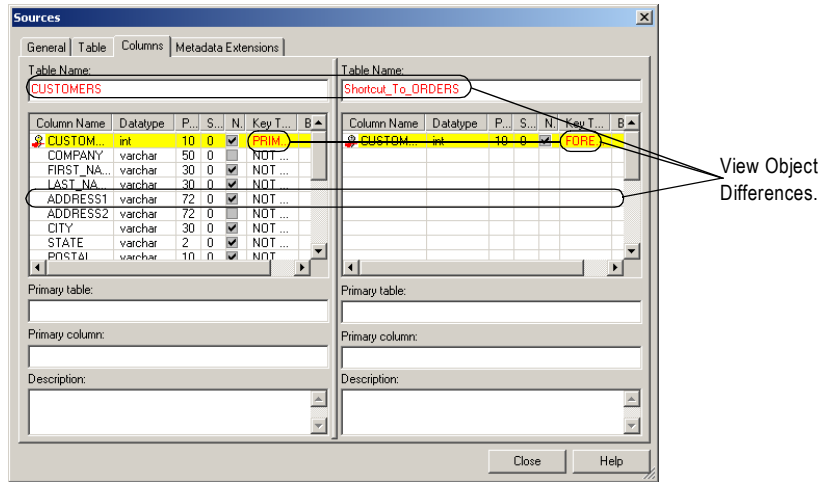 Sources
General Table Columns Metadata Extensions
Table Name: Table Name:
CUSTOMERS Shortcut_To_ORDERS
Column Name Datatype P... S... N. Key T... B Column Name Datatype P... S... N. Key T... B
CUSTOM... int 10 0 PRIM... CUSTOM... int 10 0 FORE.
COMPANY varchar 50 0 NOT ...
FIRST_NA... varchar 30 0 NOT ...
LAST_NA... varchar 30 0 NOT ...
ADDRESS1 varchar 72 0 NOT ...
ADDRESS2 varchar 72 0 NOT ...
CITY varchar 30 0 NOT ...
STATE varchar 2 0 NOT ...
POSTAL varchar 10 0 NOT
View Object
Differences.
Primary table: Primary table:
Primary column: Primary column:
Description: Description:
Close Help